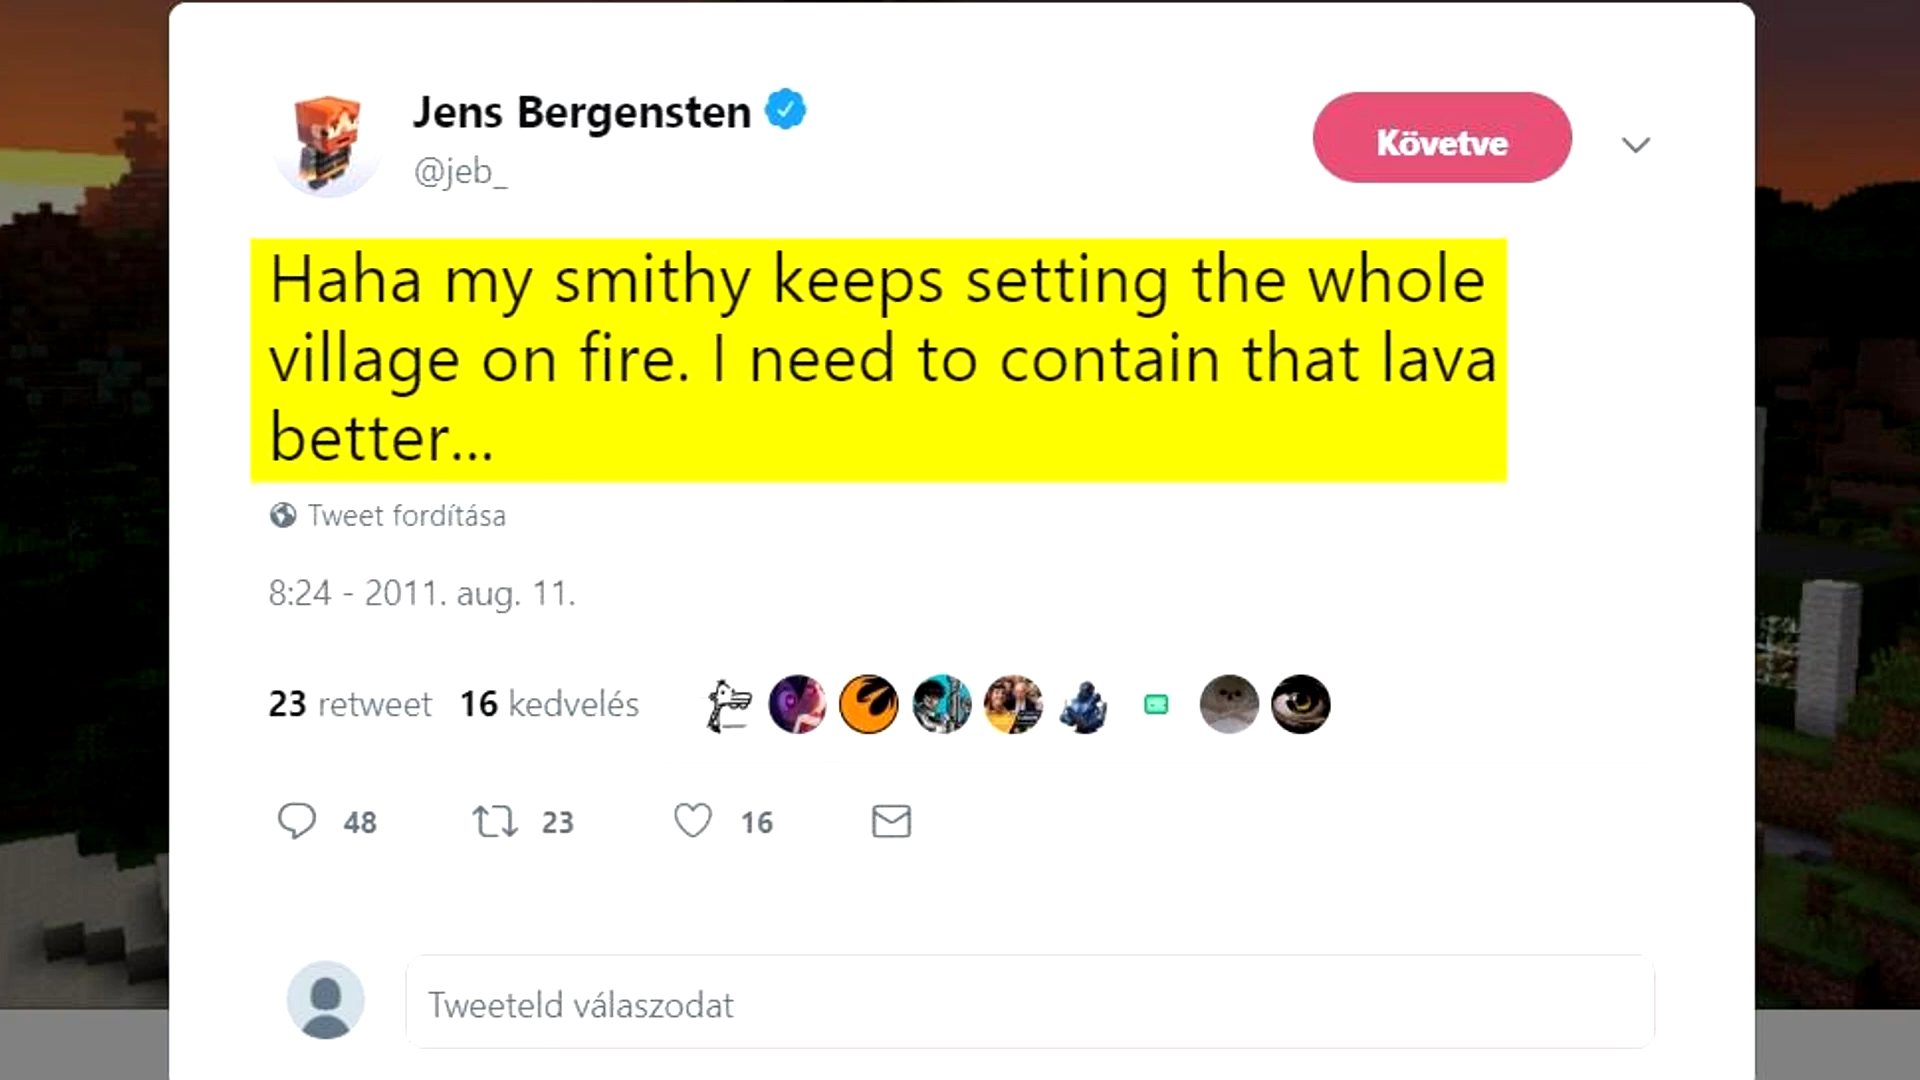 Jens Bergensten
@jeb_
Követve
Haha my smithy keeps setting the whole
village on fire. I need to contain that lava
better...
Tweet fordítása
8:24 - 2011. aug. 11.
23 retweet 16 kedvelés
48 23 16
Tweeteld válaszodat